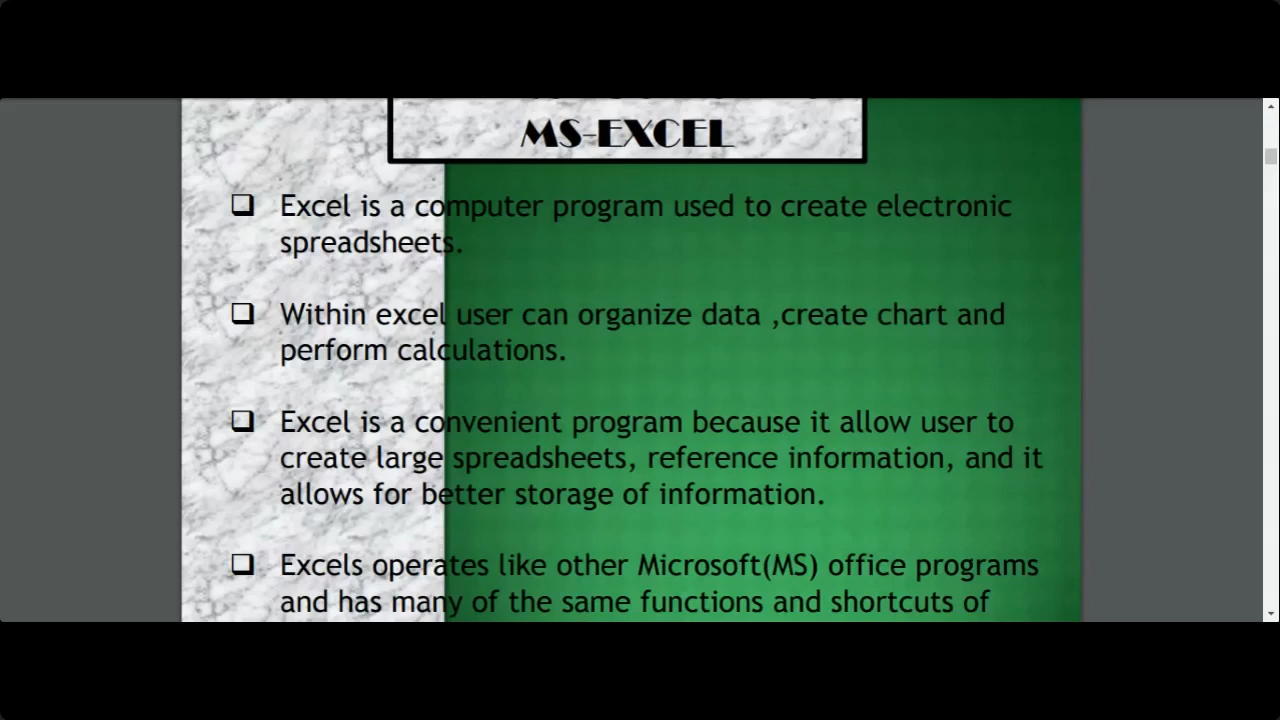 MS-EXCEL
❑ Excel is a computer program used to create electronic
spreadsheets.
❑ Within excel user can organize data ,create chart and
perform calculations.
❑ Excel is a convenient program because it allow user to
create large spreadsheets, reference information, and it
allows for better storage of information.
❑ Excels operates like other Microsoft(MS) office programs
and has many of the same functions and shortcuts of